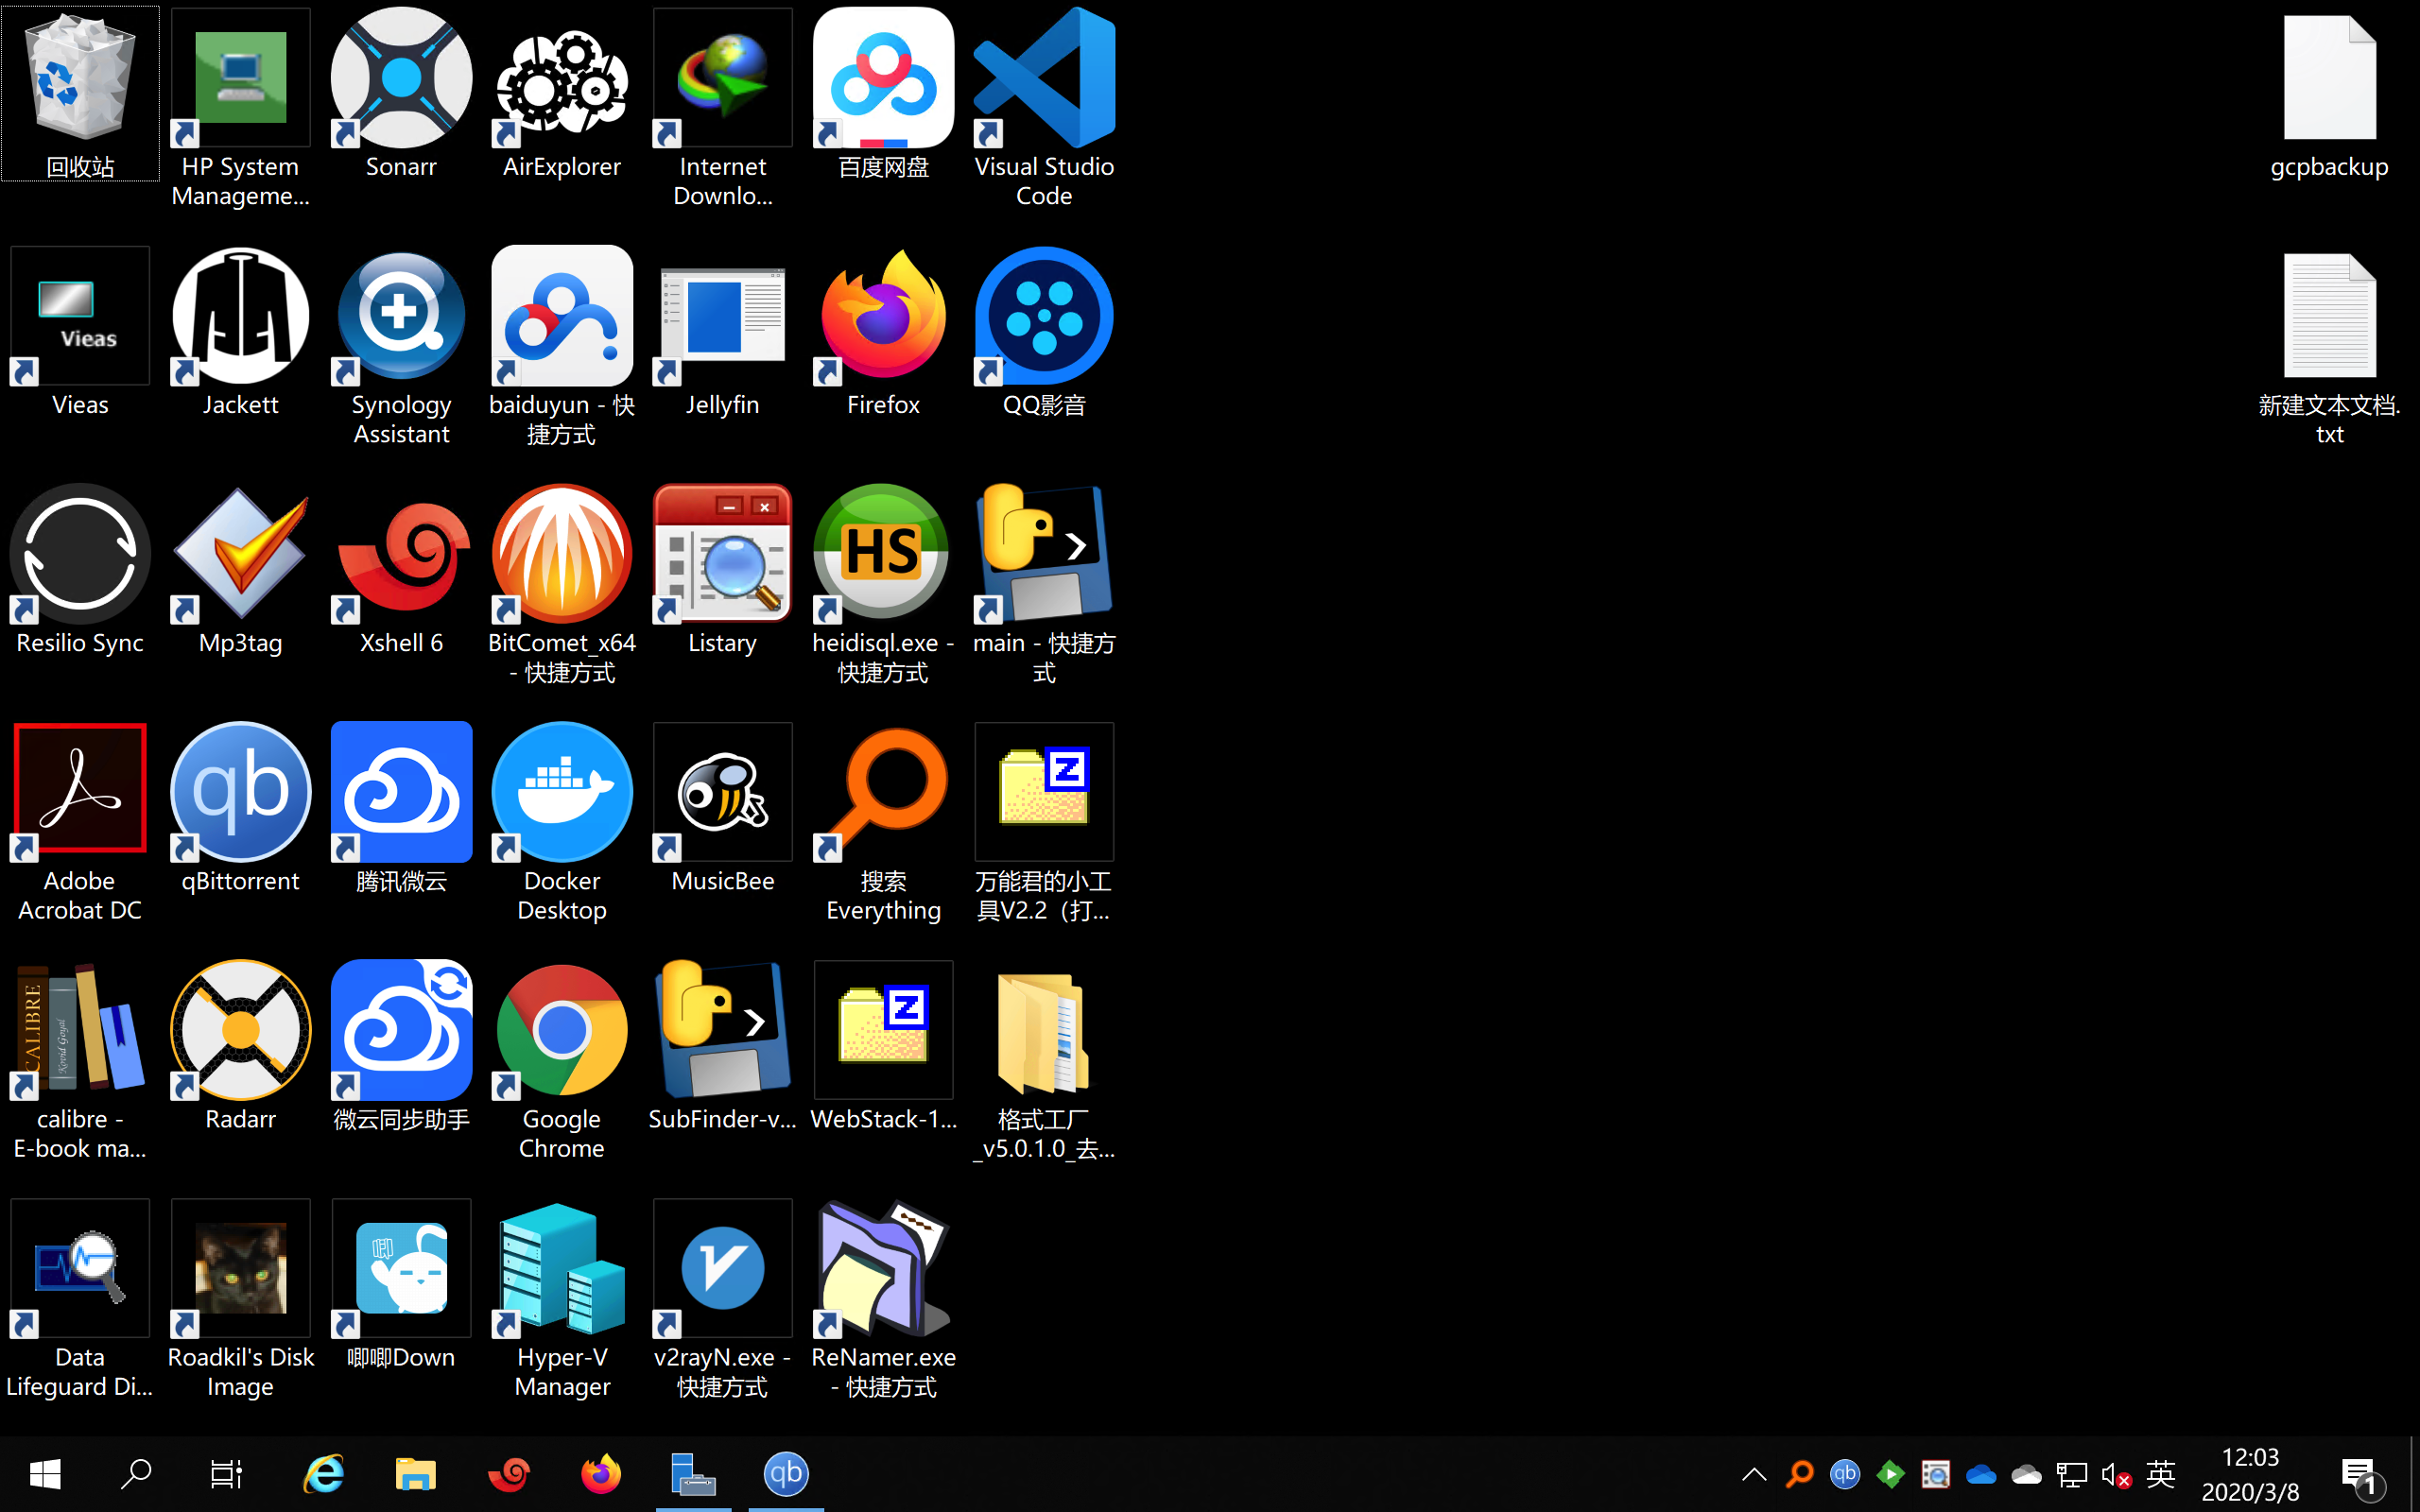 回收站
HP System
Manageme...
Sonarr
AirExplorer
Internet
Downlo...
百度网盘
Visual Studio
Code
gcpbackup
Vieas
Vieas
Jackett
Synology
Assistant
baiduyun - 快
捷方式
Jellyfin
Firefox
QQ影音
新建文本文档.
txt
Resilio Sync
Mp3tag
Xshell 6
BitComet_x64
- 快捷方式
Listary
HS
heidisql.exe -
快捷方式
main - 快捷方
式
Adobe
Acrobat DC
qb
qBittorrent
腾讯微云
Docker
Desktop
MusicBee
搜索
Everything
Z
万能君的小工
具V2.2（打...
CALIBRE
Kovid Goyal
calibre -
E-book ma...
Radarr
微云同步助手
Google
Chrome
SubFinder-v...
Z
WebStack-1...
格式工厂
_v5.0.1.0_去...
Data
Lifeguard Di...
Roadkil's Disk
Image
唧唧
唧唧Down
Hyper-V
Manager
V
v2rayN.exe -
快捷方式
ReNamer.exe
- 快捷方式
qb
qb
英
12:03
2020/3/8
1